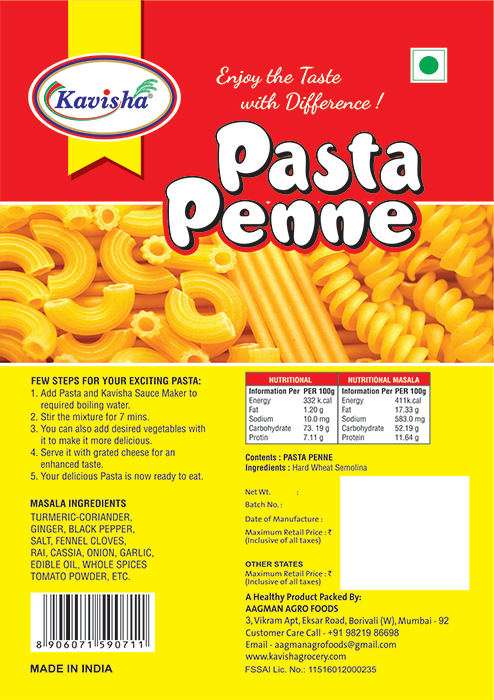 Kavisha®
Enjoy the Taste
with Difference !
Pasta
Penne
FEW STEPS FOR YOUR EXCITING PASTA:
1. Add Pasta and Kavisha Sauce Maker to
required boiling water.
2. Stir the mixture for 7 mins.
3. You can also add desired vegetables with
it to make it more delicious.
4. Serve it with grated cheese for an
enhanced taste.
5. Your delicious Pasta is now ready to eat.
MASALA INGREDIENTS
TURMERIC-CORIANDER,
GINGER, BLACK PEPPER,
SALT, FENNEL CLOVES,
RAI, CASSIA, ONION, GARLIC,
EDIBLE OIL, WHOLE SPICES
TOMATO POWDER, ETC.
8 906071 590711
MADE IN INDIA
NUTRITIONAL
Information Per PER 100g
Energy 332 k.cal
Fat 1.20 g
Sodium 10.0 mg
Carbohydrate 73. 19 g
Protin 7.11 g
NUTRITIONAL MASALA
Information Per PER 100g
Energy 411k.cal
Fat 17.33 g
Sodium 583.0 mg
Carbohydrate 52.19 g
Protein 11.64 g
Contents : PASTA PENNE
Ingredients : Hard Wheat Semolina
Net Wt. :
Batch No. :
Date of Manufacture :
Maximum Retail Price : ₹
(Inclusive of all taxes)
OTHER STATES
Maximum Retail Price : ₹
(Inclusive of all taxes)
A Healthy Product Packed By:
AAGMAN AGRO FOODS
3, Vikram Apt, Eksar Road, Borivali (W), Mumbai - 92
Customer Care Call - +91 98219 86698
Email - aagmanagrofoods@gmail.com
www.kavishagrocery.com
FSSAI Lic. No.: 11516012000235